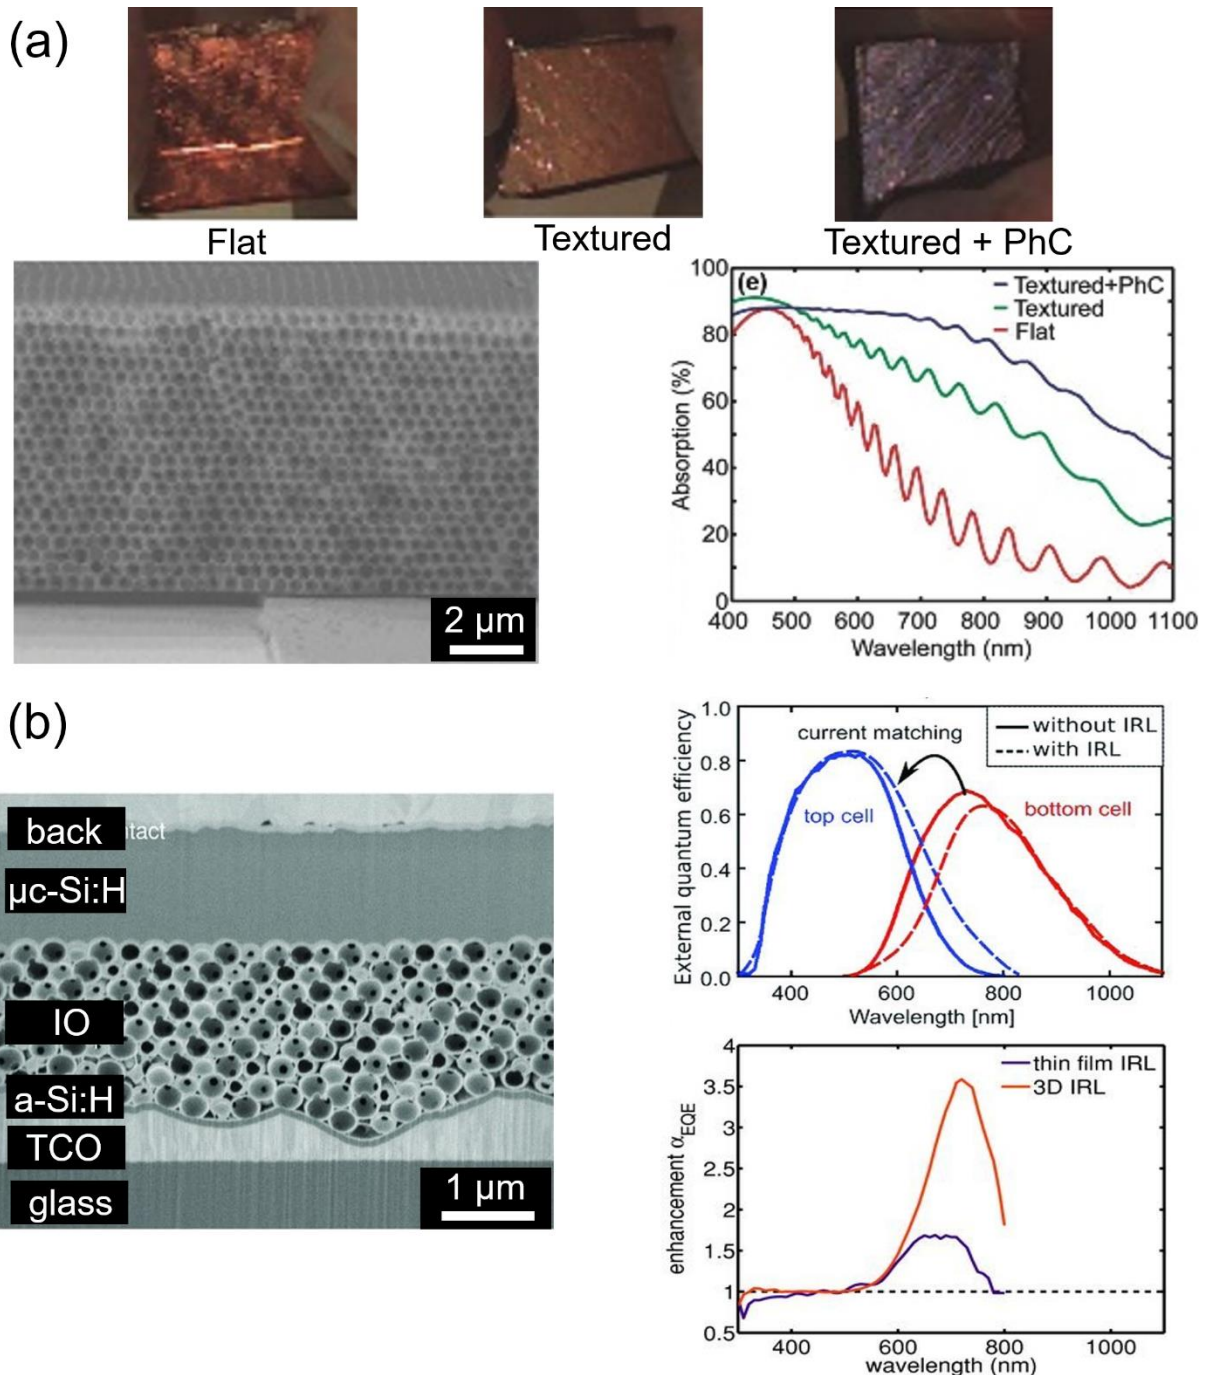 (a)
Flat
Textured
Textured + PhC
2 µm
(e)
Textured+PhC
Textured
Flat
100
80
60
40
20
0
Absorption (%)
400 500 600 700 800 900 1000 1100
Wavelength (nm)
(b)
back ntact
µc-Si:H
IO
a-Si:H
TCO
glass
1 µm
1.0
0.8
0.6
0.4
0.2
0.0
External quantum efficiency
current matching
without IRL
with IRL
top cell
bottom cell
400 600 800 1000
Wavelength [nm]
4
3.5
3
2.5
2
1.5
1
0.5
enhancement αEQE
thin film IRL
3D IRL
400 600 800 1000
wavelength (nm)